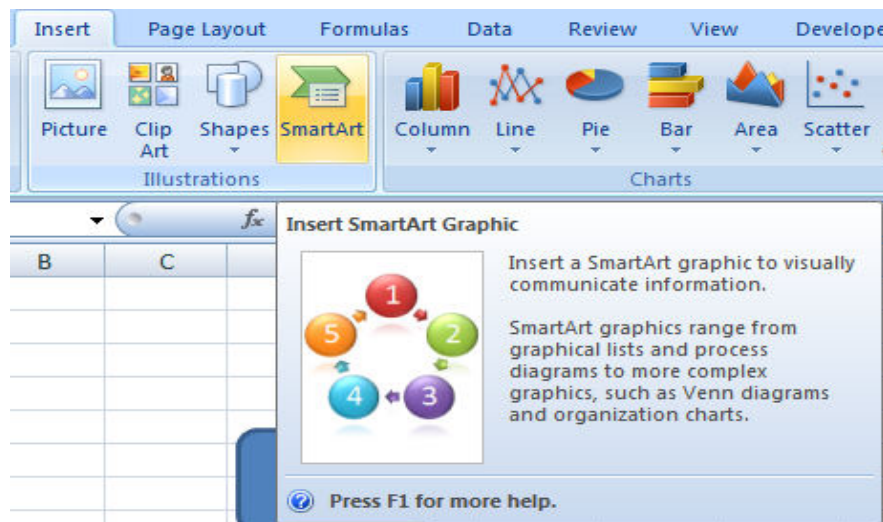 Insert Page Layout Formulas Data Review View Develope
Picture Clip Art Shapes SmartArt Column Line Pie Bar Area Scatter
Illustrations Charts
fx
Insert SmartArt Graphic
B C
1
2
3
4
5
Insert a SmartArt graphic to visually
communicate information.
SmartArt graphics range from
graphical lists and process
diagrams to more complex
graphics, such as Venn diagrams
and organization charts.
? Press F1 for more help.